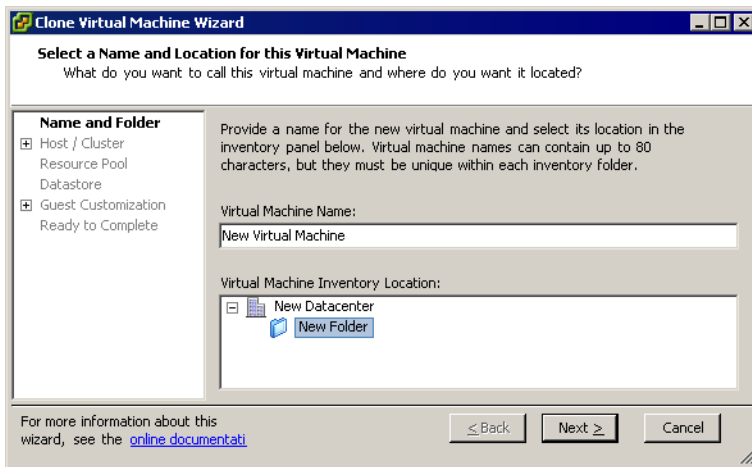 Clone Virtual Machine Wizard
Select a Name and Location for this Virtual Machine
What do you want to call this virtual machine and where do you want it located?
Name and Folder
Host / Cluster
Resource Pool
Datastore
Guest Customization
Ready to Complete
Provide a name for the new virtual machine and select its location in the
inventory panel below. Virtual machine names can contain up to 80
characters, but they must be unique within each inventory folder.
Virtual Machine Name:
New Virtual Machine
Virtual Machine Inventory Location:
New Datacenter
New Folder
For more information about this
wizard, see the online documentati
< Back
Next >
Cancel